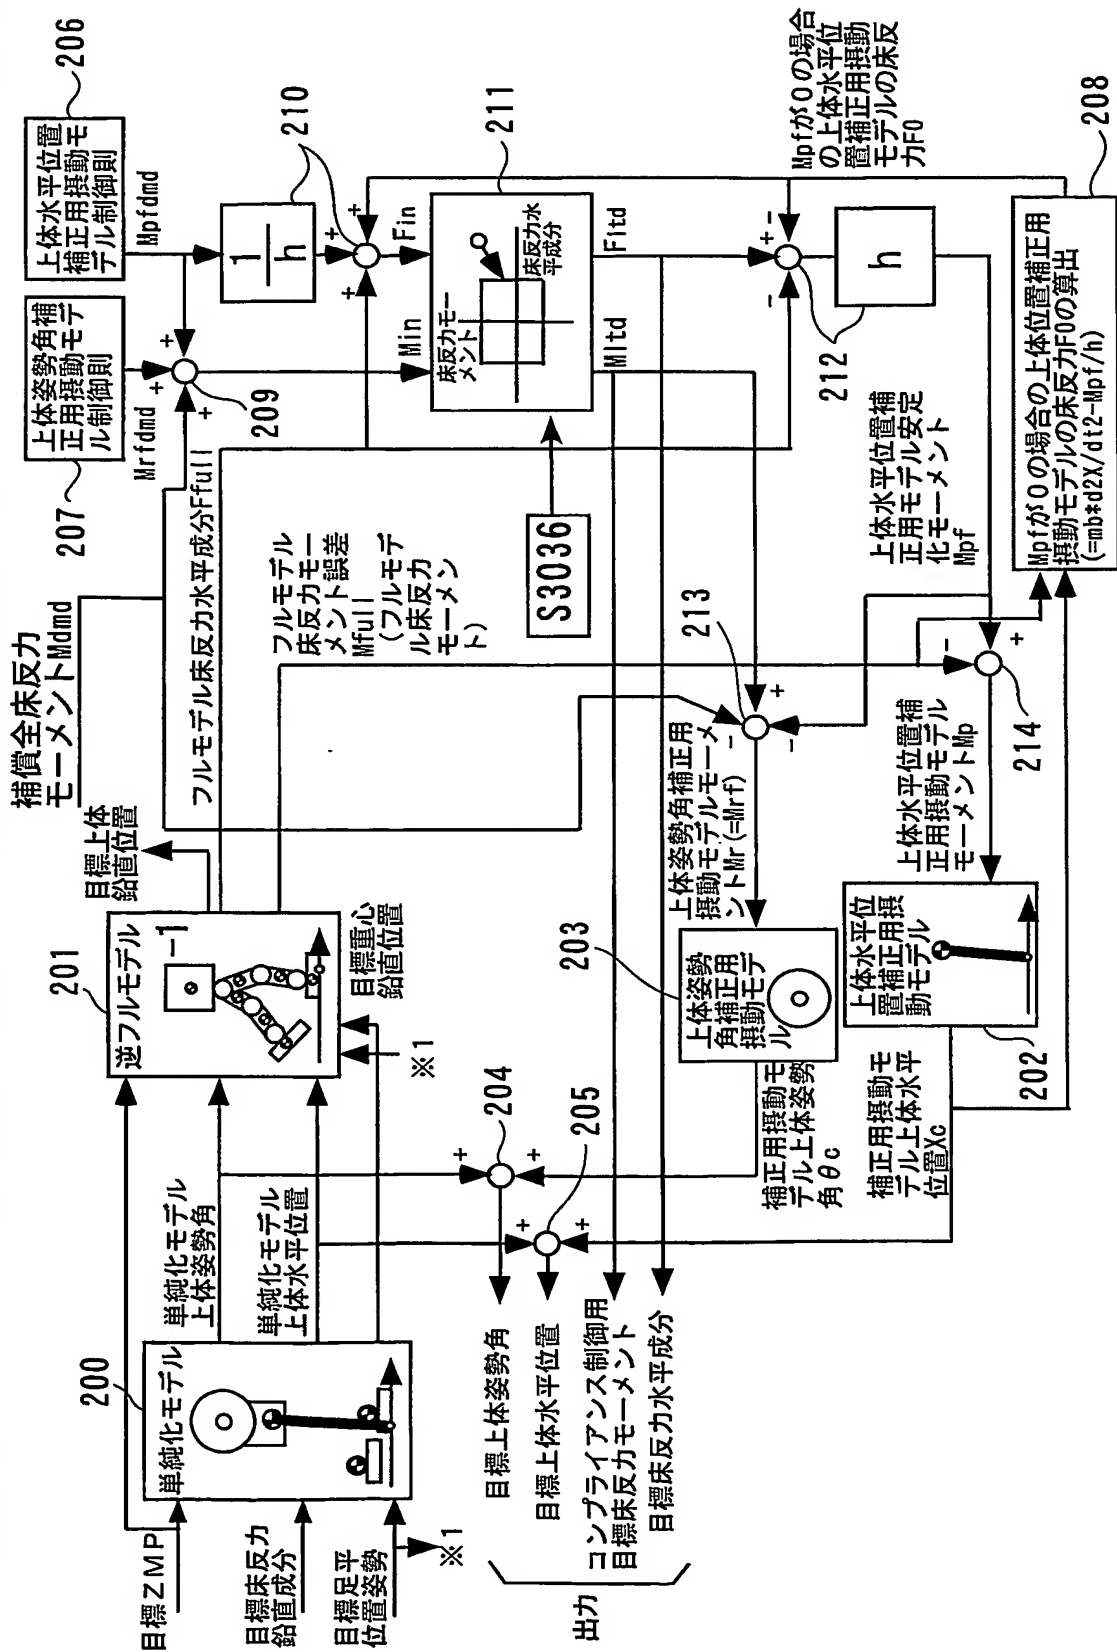 補償全床反力
モーメントMdmd
207
上体姿勢角補
正用摂動モデ
ル制御則
206
上体水平位置
補正用摂動モ
デル制御則
Mrfdmd
Mpfdmd
+
+
+
209
1
h
210
+
+
+
Min
Fin
211
床反力モー
メント
床反力水
平成分
S3036
Mltd
Fltd
フルモデル床反力水平成分Ffull
フルモデル
床反力モー
メント誤差
Mfull
(フルモデ
ル床反力
モーメン
ト)
-
+
-
212
h
Mpfが0の場合
の上体水平位
置補正用摂動
モデルの床反
力F0
208
Mpfが0の場合の上体位置補正用
摂動モデルの床反力F0の算出
(=mb*d2X/dt2-Mpf/h)
上体水平位置補
正用モデル安定
化モーメント
Mpf
213
-
+
-
214
-
+
上体姿勢角補正用
摂動モデルモーメ
ントMr(=Mrf)
上体水平位置補
正用摂動モデル
モーメントMp
目標上体
鉛直位置
201
逆フルモデル
-1
目標重心
鉛直位置
※1
203
上体姿勢
角補正用
摂動モデ
ル
上体水平位
置補正用摂
動モデル
202
補正用摂動モ
デル上体姿勢
角θc
補正用摂動モ
デル上体水平
位置Xc
204
+
+
205
+
+
単純化モデル
上体姿勢角
単純化モデル
上体水平位置
200
単純化モデル
目標ZMP
目標床反力
鉛直成分
目標足平
位置姿勢
※1
出力
目標上体姿勢角
目標上体水平位置
コンプライアンス制御用
目標床反力モーメント
目標床反力水平成分